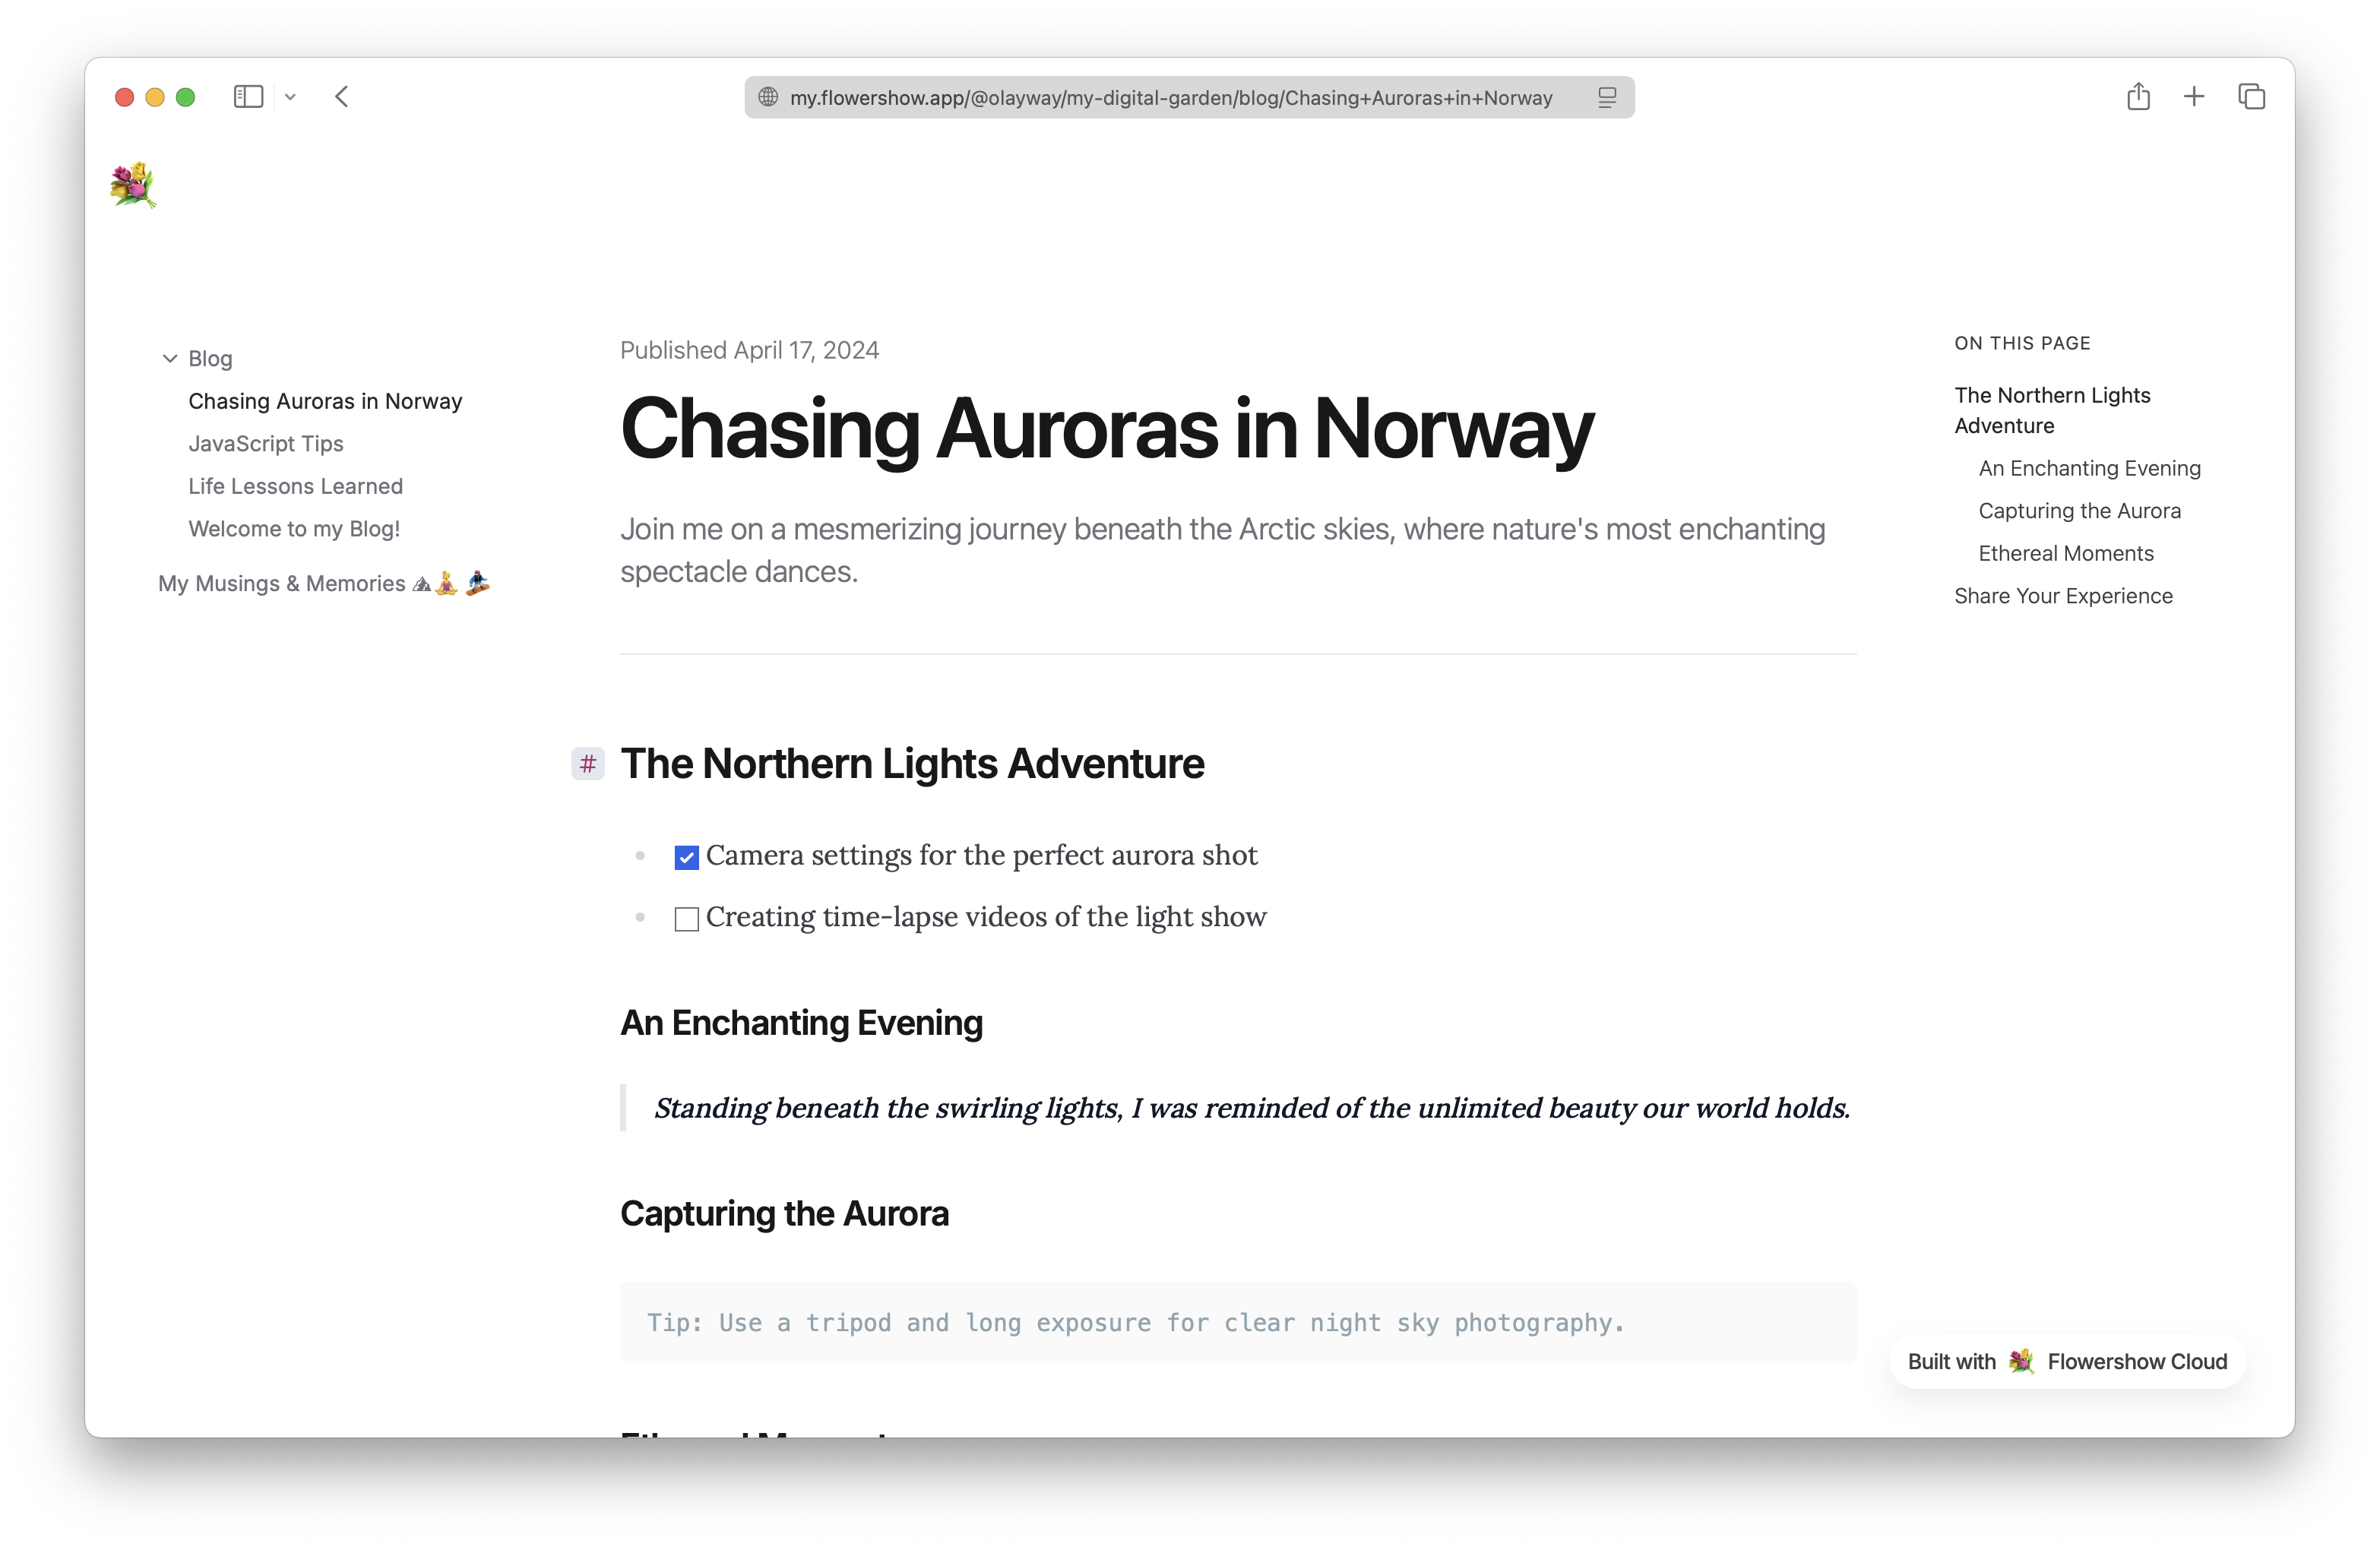 my.flowershow.app/@olayway/my-digital-garden/blog/Chasing+Auroras+in+Norway
Blog
Chasing Auroras in Norway
JavaScript Tips
Life Lessons Learned
Welcome to my Blog!
My Musings & Memories 🏔🧘‍♀️ 🏂
Published April 17, 2024
Chasing Auroras in Norway
Join me on a mesmerizing journey beneath the Arctic skies, where nature's most enchanting
spectacle dances.
# The Northern Lights Adventure
Camera settings for the perfect aurora shot
Creating time-lapse videos of the light show
An Enchanting Evening
Standing beneath the swirling lights, I was reminded of the unlimited beauty our world holds.
Capturing the Aurora
Tip: Use a tripod and long exposure for clear night sky photography.
ON THIS PAGE
The Northern Lights
Adventure
An Enchanting Evening
Capturing the Aurora
Ethereal Moments
Share Your Experience
Built with 💐 Flowershow Cloud